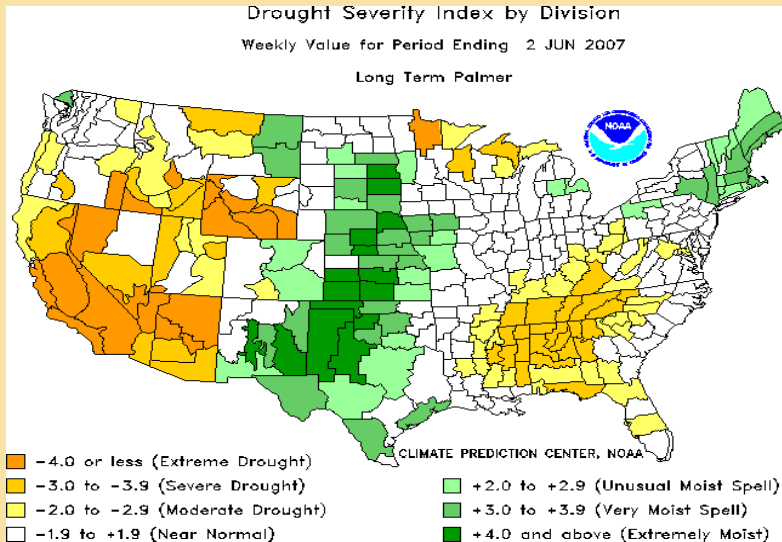 Drought Severity Index by Division
Weekly Value for Period Ending 2 JUN 2007
Long Term Palmer
NOAA
CLIMATE PREDICTION CENTER, NOAA
-4.0 or less (Extreme Drought)
-3.0 to -3.9 (Severe Drought)
-2.0 to -2.9 (Moderate Drought)
-1.9 to +1.9 (Near Normal)
+2.0 to +2.9 (Unusual Moist Spell)
+3.0 to +3.9 (Very Moist Spell)
+4.0 and above (Extremely Moist)